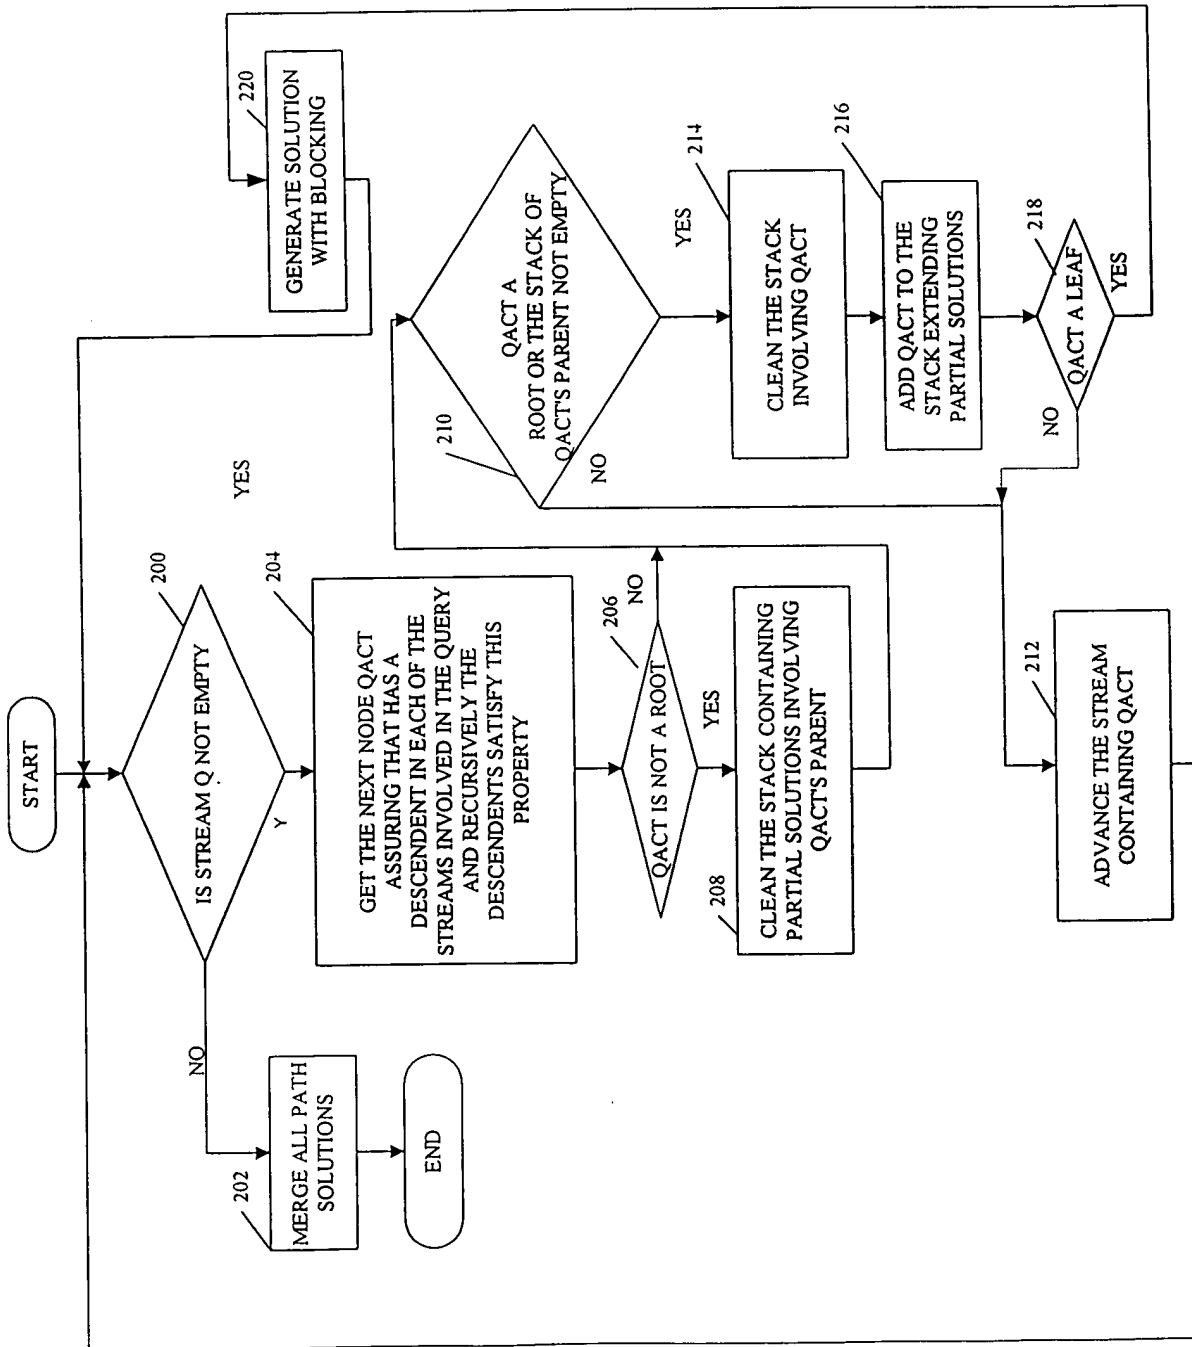 START
IS STREAM Q NOT EMPTY
200
YES
Y
NO
202
MERGE ALL PATH
SOLUTIONS
END
204
GET THE NEXT NODE QACT
ASSURING THAT HAS A
DESCENDENT IN EACH OF THE
STREAMS INVOLVED IN THE QUERY
AND RECURSIVELY THE
DESCENDENTS SATISFY THIS
PROPERTY
206
QACT IS NOT A ROOT
NO
YES
208
CLEAN THE STACK CONTAINING
PARTIAL SOLUTIONS INVOLVING
QACT'S PARENT
210
QACT A
ROOT OR THE STACK OF
QACT'S PARENT NOT EMPTY
NO
YES
212
ADVANCE THE STREAM
CONTAINING QACT
214
CLEAN THE STACK
INVOLVING QACT
216
ADD QACT TO THE
STACK EXTENDING
PARTIAL SOLUTIONS
218
QACT A LEAF
NO
YES
220
GENERATE SOLUTION
WITH BLOCKING